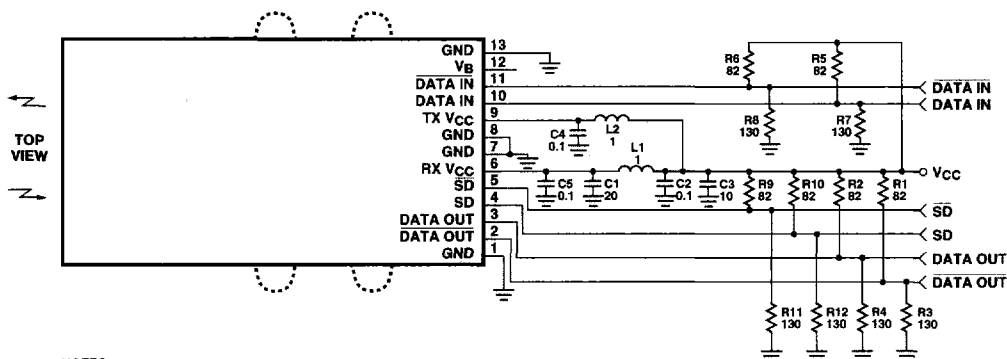 TOP
VIEW
GND 13
VB 12
DATA IN 11
DATA IN 10
TX VCC 9
GND 8
GND 7
RX VCC 6
SD 5
SD 4
DATA OUT 3
DATA OUT 2
GND 1
C4
0.1
L2
1
L1
1
C5
0.1
C1
20
C2
0.1
C3
10
R6
82
R5
82
R8
130
R7
130
R9
82
R10
82
R2
82
R1
82
R11
130
R12
130
R4
130
R3
130
DATA IN
DATA IN
VCC
SD
SD
DATA OUT
DATA OUT